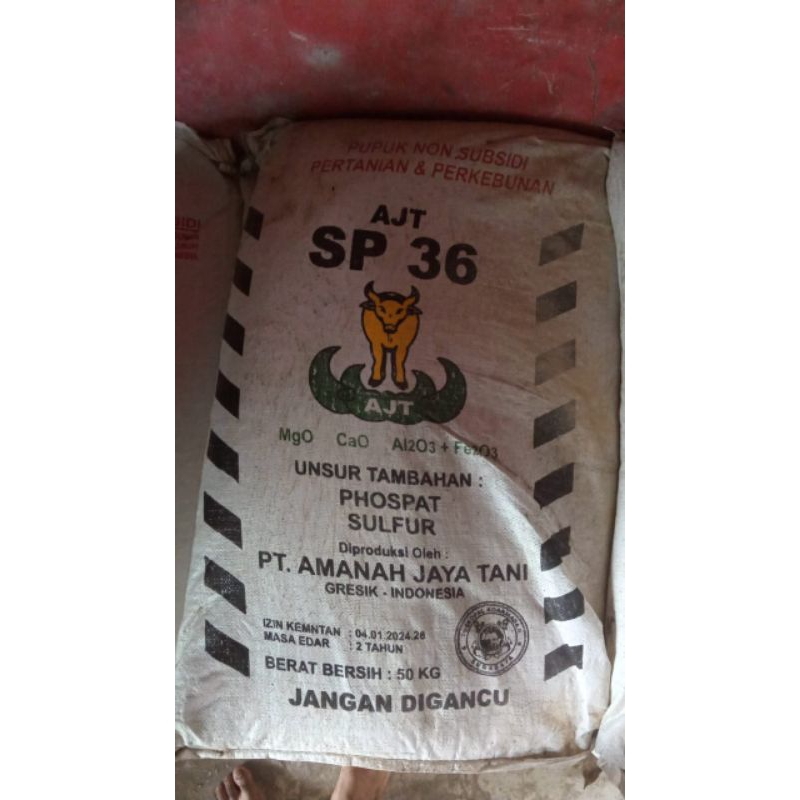 PUPUK NON SUBSIDI
PERTANIAN & PERKEBUNAN
AJT
SP 36
AJT
MgO CaO Al2O3 + Fe2O3
UNSUR TAMBAHAN :
PHOSPAT
SULFUR
Diproduksi Oleh :
PT. AMANAH JAYA TANI
GRESIK - INDONESIA
IZIN KEMNTAN : 04.01.2024.26
MASA EDAR : 2 TAHUN
BERAT BERSIH : 50 KG
JANGAN DIGANCU